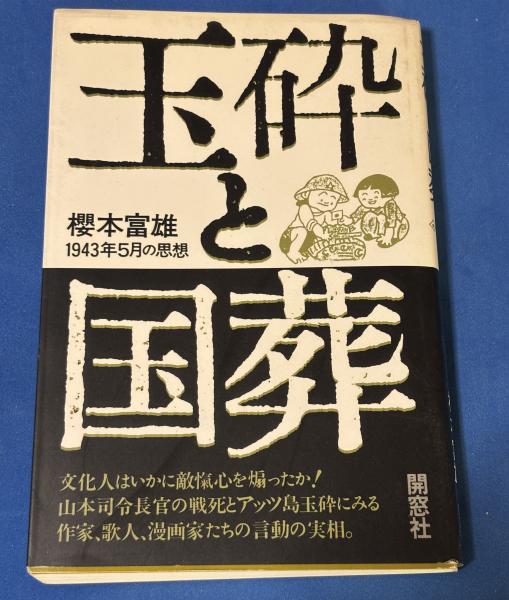 玉砕
と
櫻本富雄
1943年5月の思想
国葬
文化人はいかに敵愾心を煽ったか!
山本司令長官の戦死とアッツ島玉砕にみる
作家、歌人、漫画家たちの言動の実相。
開窓社